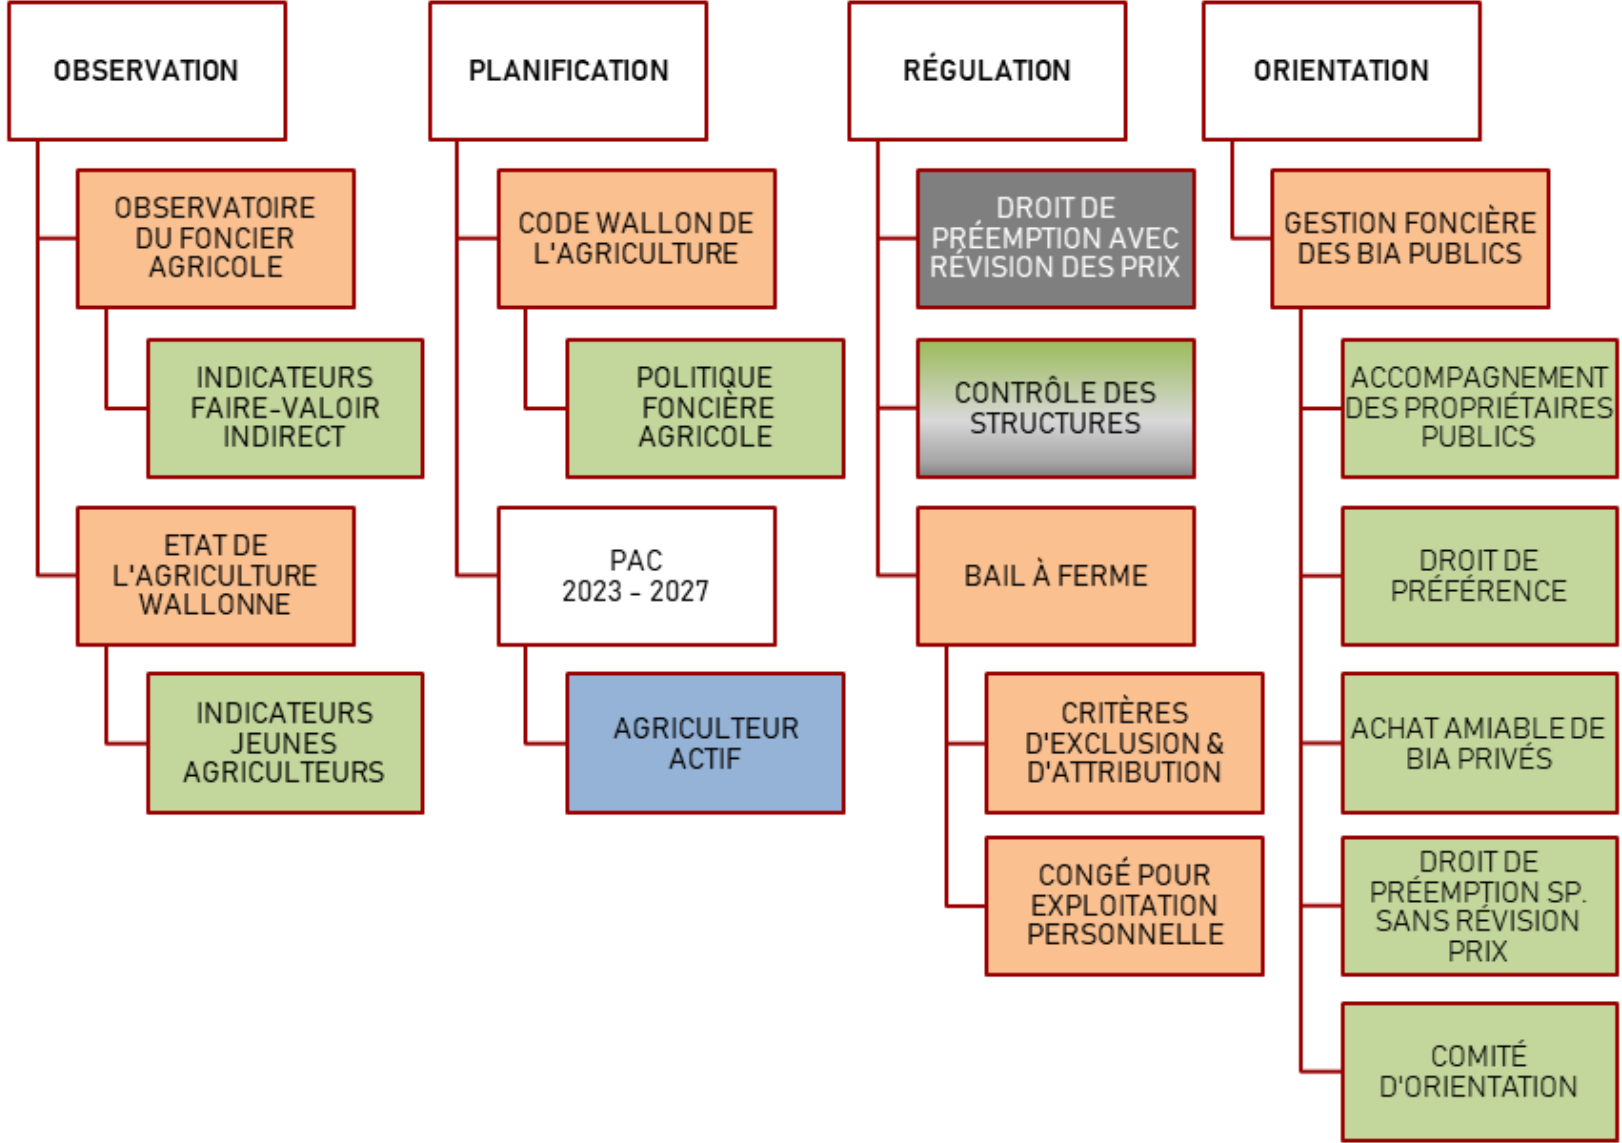 OBSERVATION
OBSERVATOIRE
DU FONCIER
AGRICOLE
INDICATEURS
FAIRE-VALOIR
INDIRECT
ETAT DE
L'AGRICULTURE
WALLONNE
INDICATEURS
JEUNES
AGRICULTEURS
PLANIFICATION
CODE WALLON DE
L'AGRICULTURE
POLITIQUE
FONCIÈRE
AGRICOLE
PAC
2023 - 2027
AGRICULTEUR
ACTIF
RÉGULATION
DROIT DE
PRÉEMPTION AVEC
RÉVISION DES PRIX
CONTRÔLE DES
STRUCTURES
BAIL À FERME
CRITÈRES
D'EXCLUSION &
D'ATTRIBUTION
CONGÉ POUR
EXPLOITATION
PERSONNELLE
ORIENTATION
GESTION FONCIÈRE
DES BIA PUBLICS
ACCOMPAGNEMENT
DES PROPRIÉTAIRES
PUBLICS
DROIT DE
PRÉFÉRENCE
ACHAT AMIABLE DE
BIA PRIVÉS
DROIT DE
PRÉEMPTION SP.
SANS RÉVISION
PRIX
COMITÉ
D'ORIENTATION